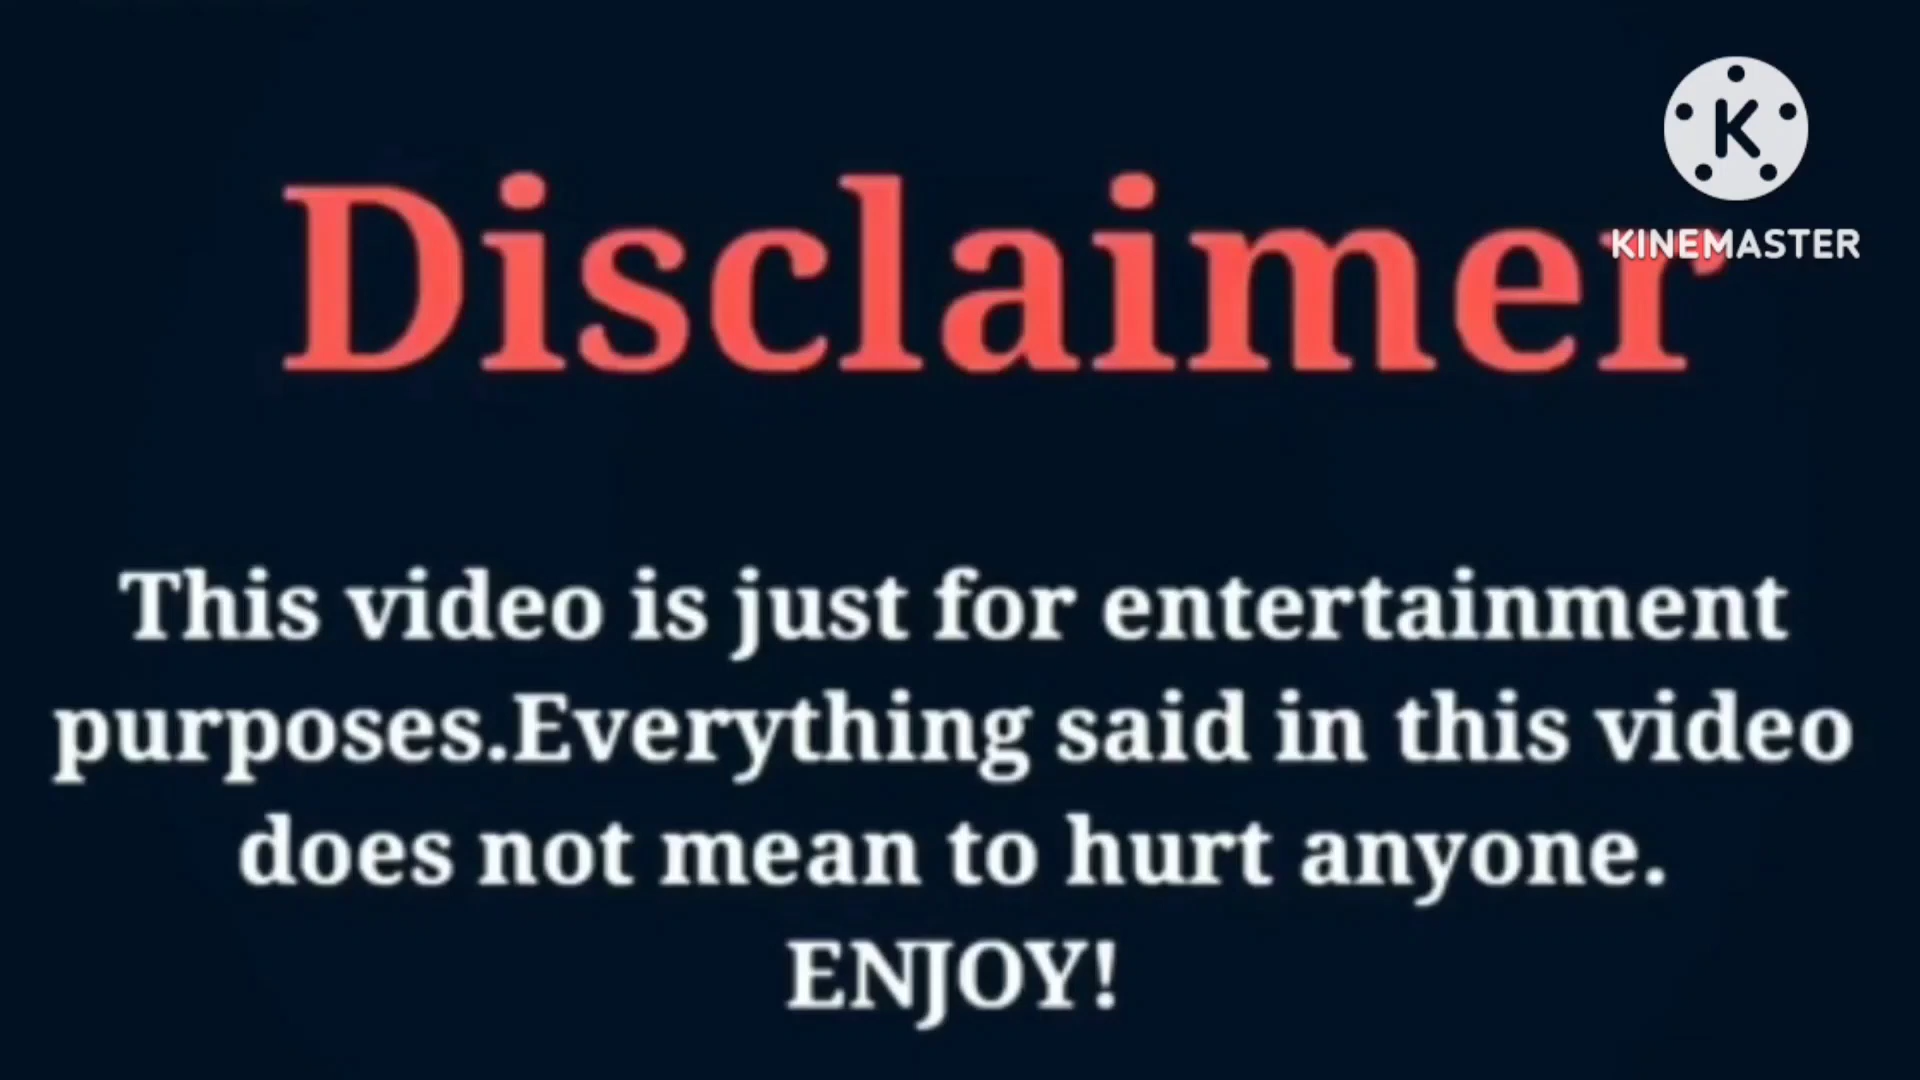 K
KINEMASTER
Disclaimer
This video is just for entertainment
purposes.Everything said in this video
does not mean to hurt anyone.
ENJOY!